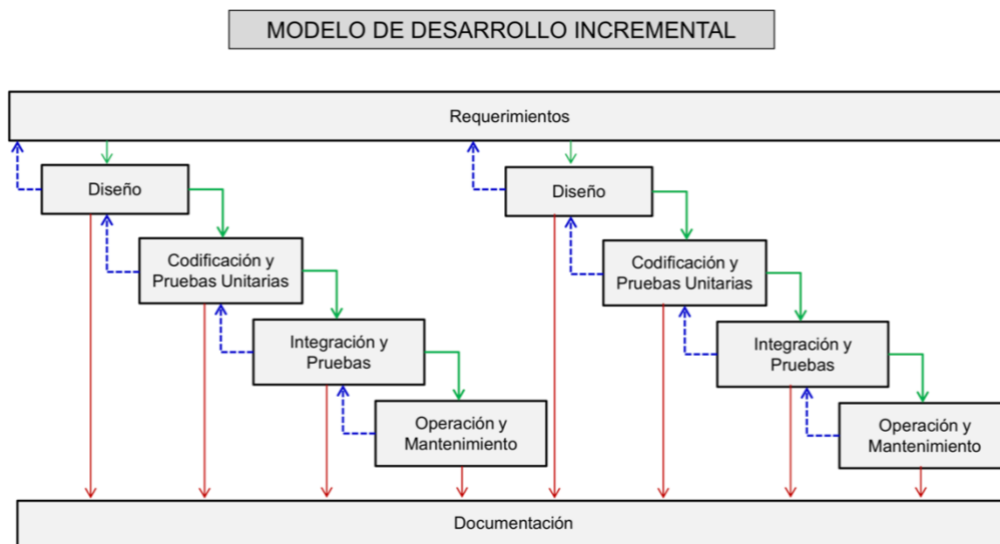 MODELO DE DESARROLLO INCREMENTAL
Requerimientos
Diseño
Codificación y
Pruebas Unitarias
Integración y
Pruebas
Operación y
Mantenimiento
Diseño
Codificación y
Pruebas Unitarias
Integración y
Pruebas
Operación y
Mantenimiento
Documentación